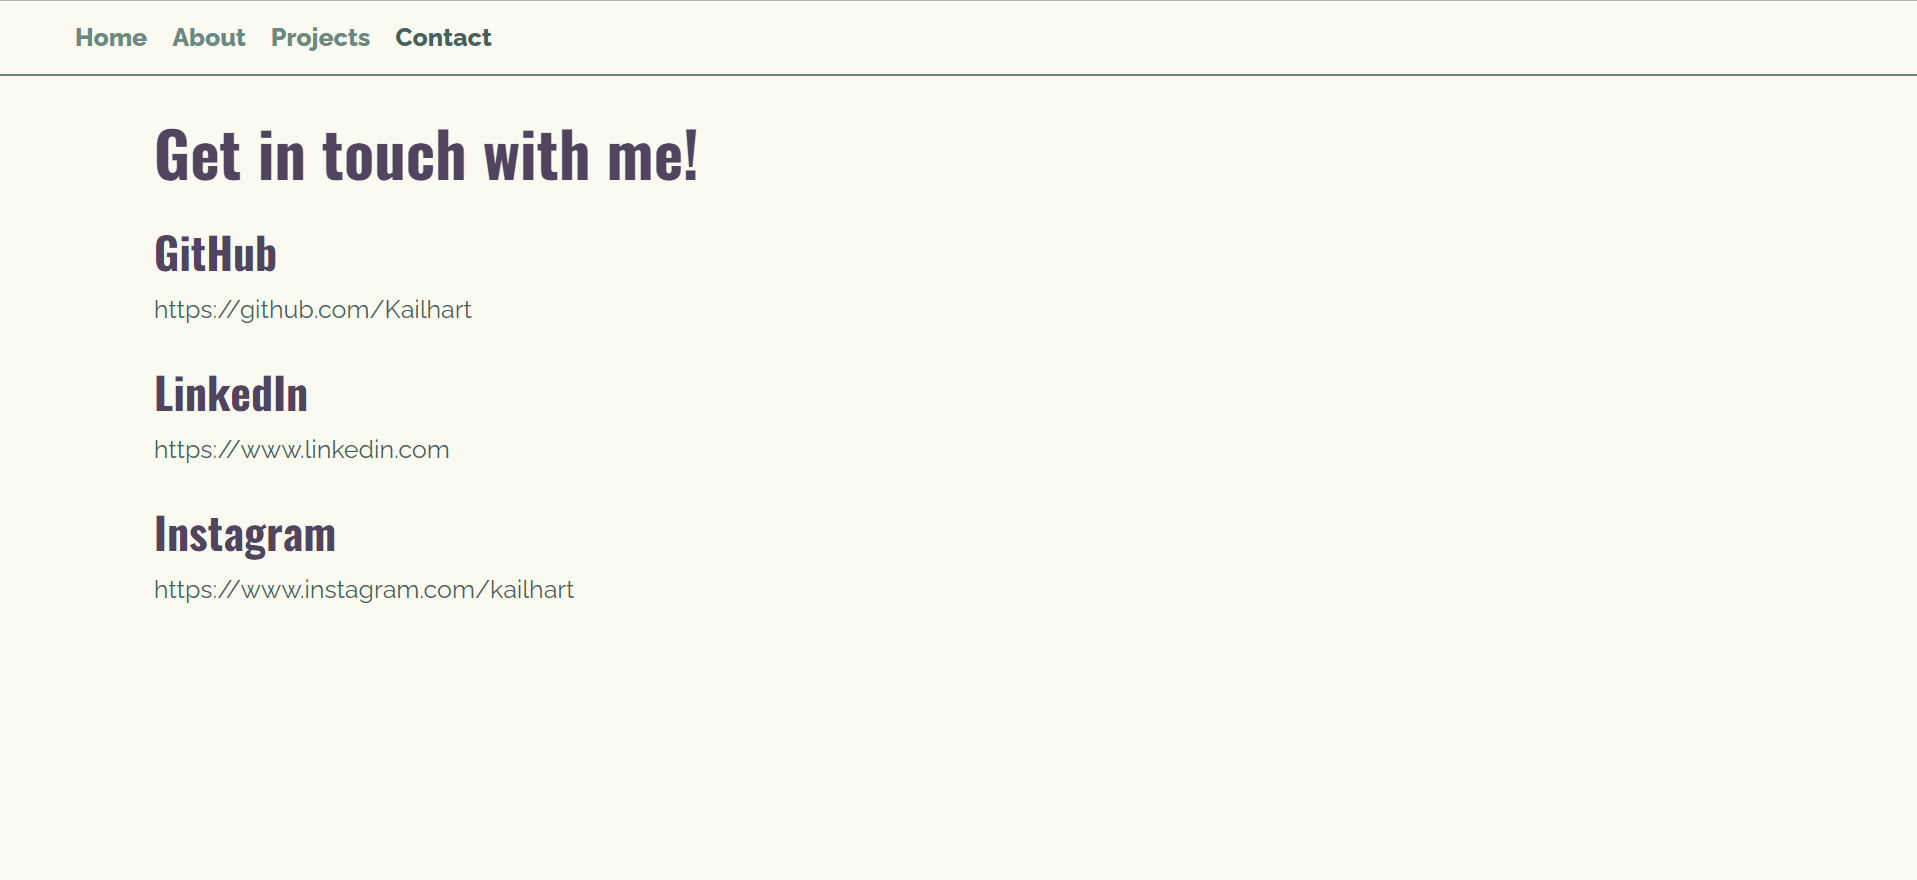 Home About Projects Contact
Get in touch with me!
GitHub
https://github.com/Kailhart
LinkedIn
https://www.linkedin.com
Instagram
https://www.instagram.com/kailhart